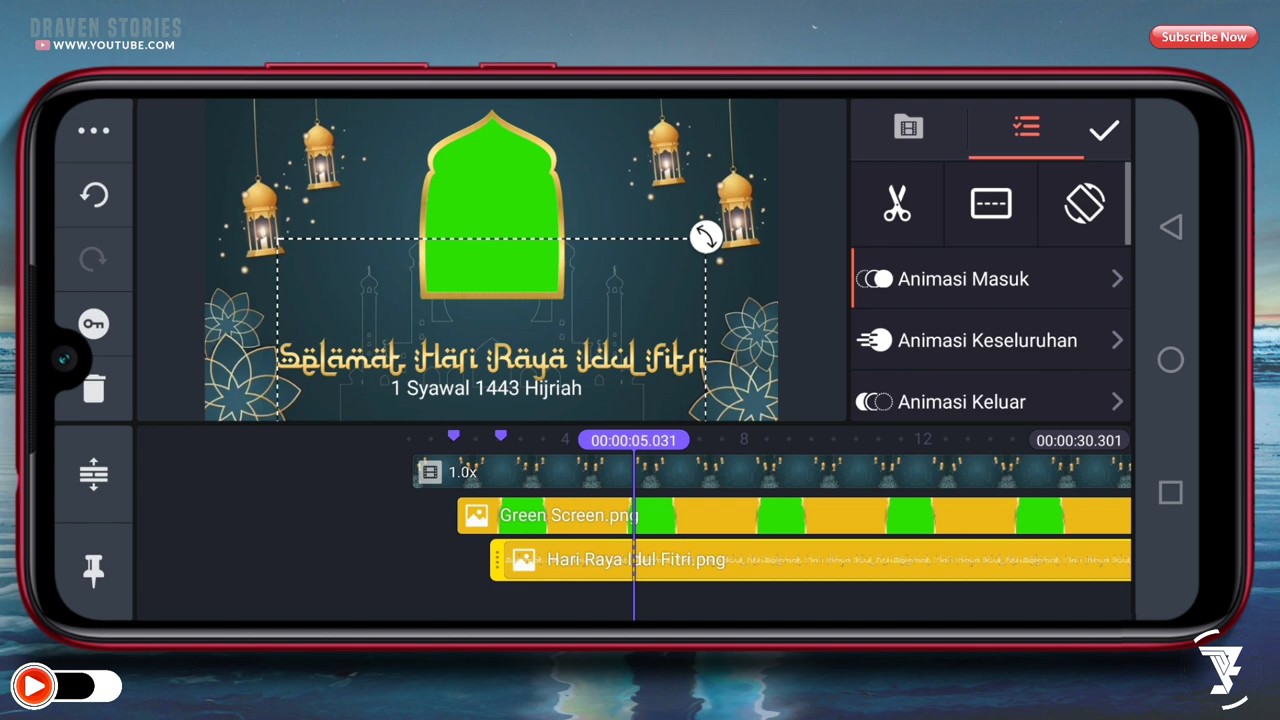 DRAVEN STORIES
WWW.YOUTUBE.COM
Subscribe Now
Selamat Hari Raya Idul Fitri
1 Syawal 1443 Hijriah
Animasi Masuk
Animasi Keseluruhan
Animasi Keluar
4
00:00:05.031
8
12
00:00:30.301
1.0x
Green Screen.png
Hari Raya Idul Fitri.png